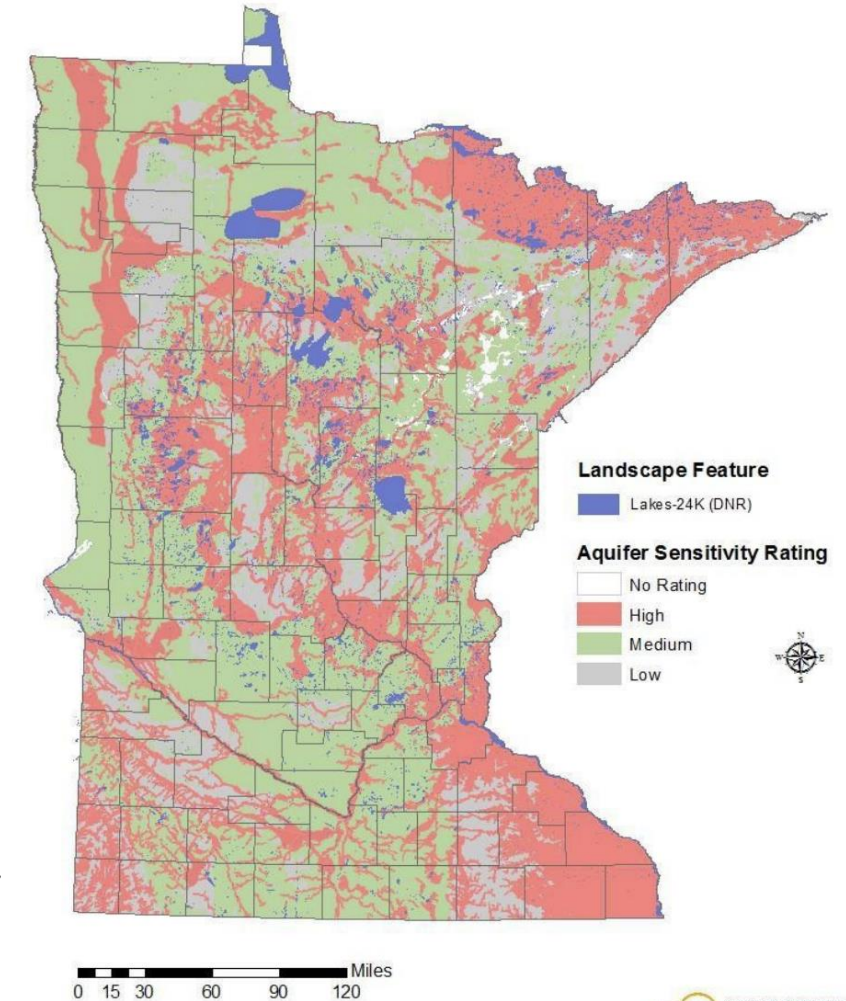 Landscape Feature
Lakes-24K (DNR)
Aquifer Sensitivity Rating
No Rating
High
Medium
Low
N
W E
S
Miles
0 15 30 60 90 120